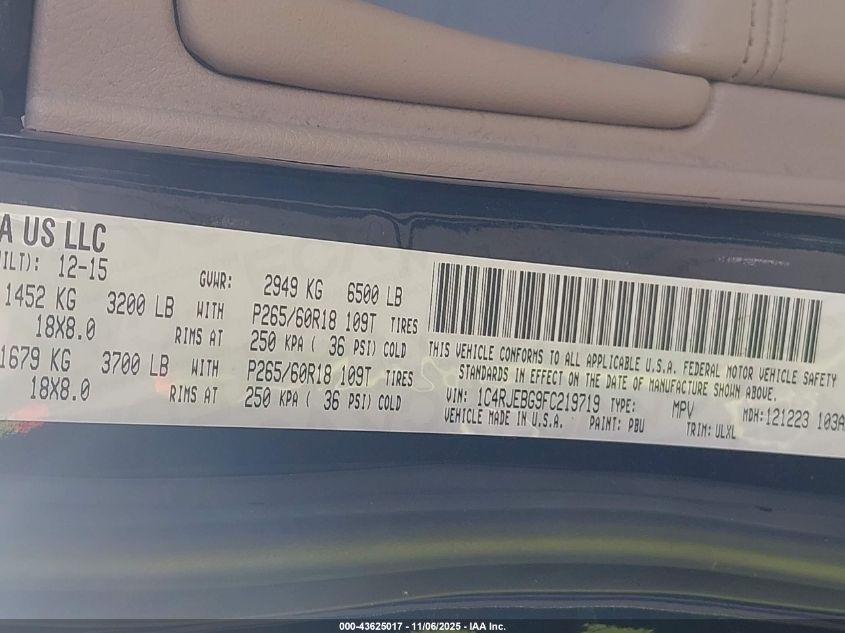 A US LLC
ILT): 12-15
GVWR: 2949 KG 6500 LB
1452 KG 3200 LB WITH P265/60R18 109T TIRES
18X8.0 RIMS AT 250 KPA ( 36 PSI) COLD
1679 KG 3700 LB WITH P265/60R18 109T TIRES
18X8.0 RIMS AT 250 KPA ( 36 PSI) COLD
THIS VEHICLE CONFORMS TO ALL APPLICABLE U.S.A. FEDERAL MOTOR VEHICLE SAFETY
STANDARDS IN EFFECT ON THE DATE OF MANUFACTURE SHOWN ABOVE.
VIN: 1C4RJEBG9FC219719 TYPE: MPV MDH:121223 103A
VEHICLE MADE IN U.S.A. PAINT: PBU TRIM: ULXL
000-43625017 - 11/06/2025 - IAA Inc.